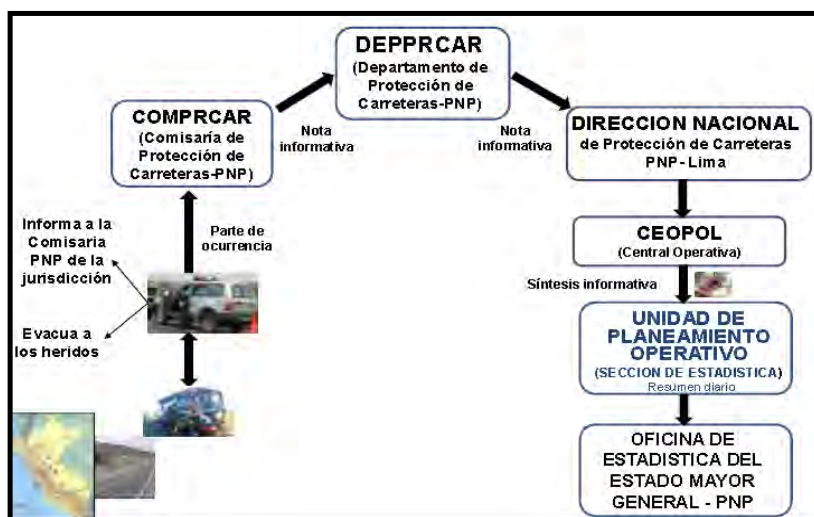 DEPPRCAR
(Departamento de
Protección de
Carreteras-PNP)
COMPRCAR
(Comisaría de
Protección de
Carreteras-PNP)
Nota
informativa
Nota
informativa
DIRECCION NACIONAL
de Protección de Carreteras
PNP- Lima
Informa a la
Comisaria
PNP de la
jurisdicción
Parte de
ocurrencia
CEOPOL
(Central Operativa)
Síntesis informativa
Evacua a
los heridos
UNIDAD DE
PLANEAMIENTO
OPERATIVO
(SECCION DE ESTADISTICA)
Resumen diario
OFICINA DE
ESTADISTICA DEL
ESTADO MAYOR
GENERAL - PNP